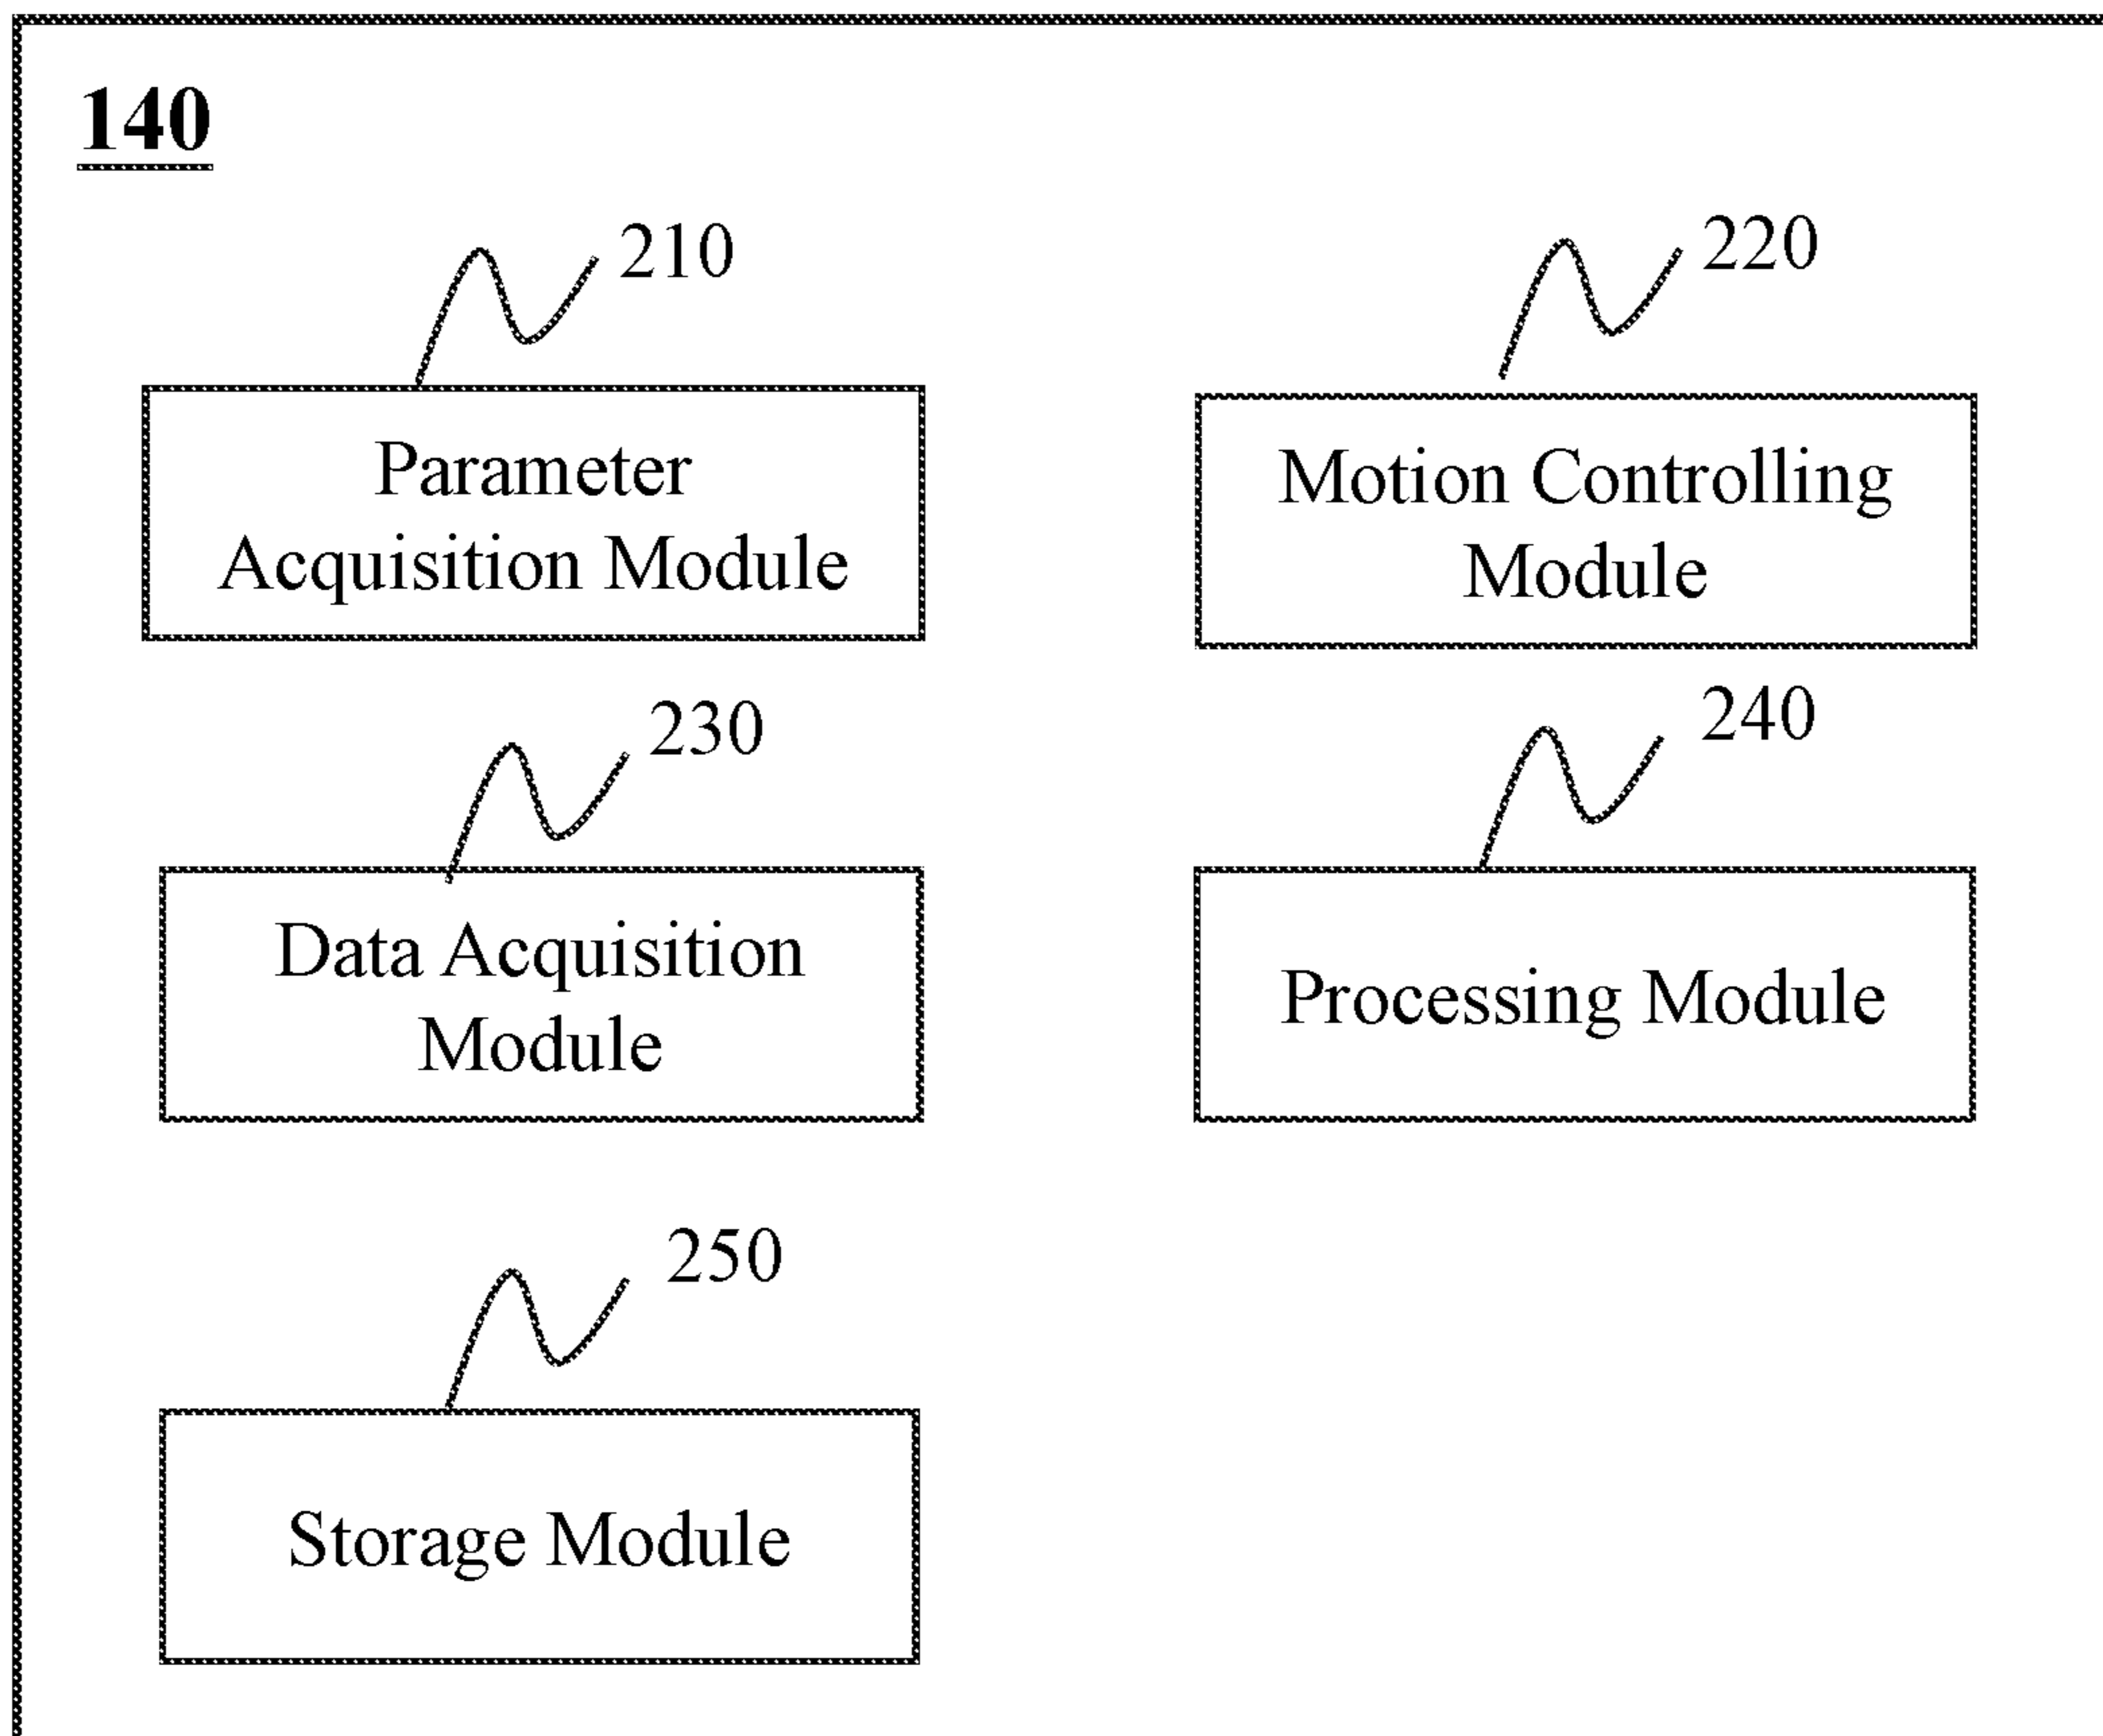 140
210
Parameter
Acquisition Module
220
Motion Controlling
Module
230
Data Acquisition
Module
240
Processing Module
250
Storage Module